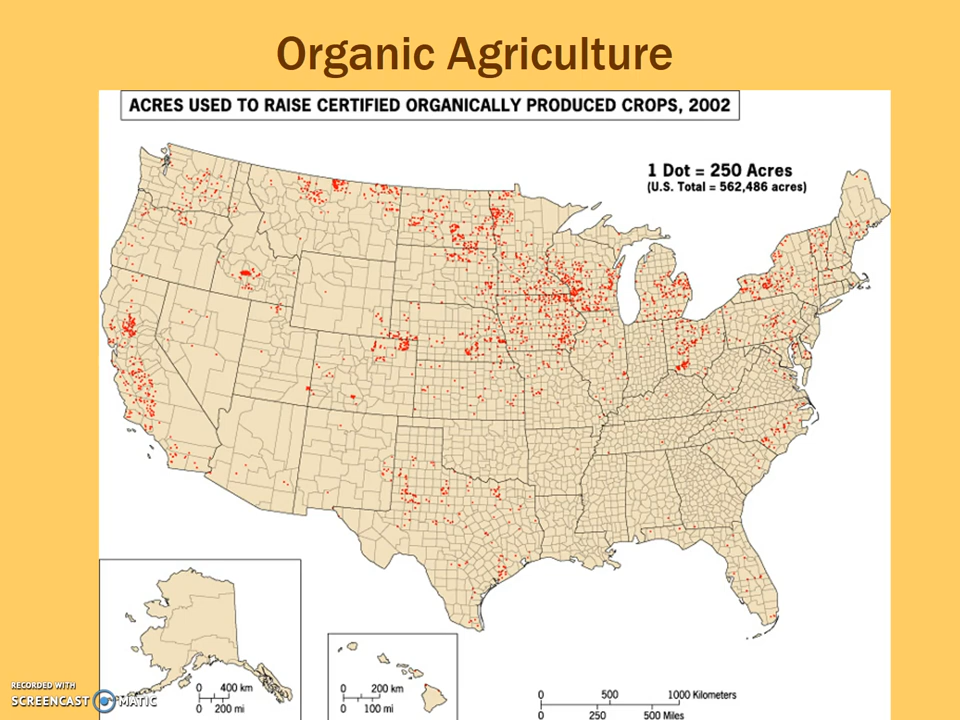 Organic Agriculture
ACRES USED TO RAISE CERTIFIED ORGANICALLY PRODUCED CROPS, 2002
1 Dot = 250 Acres
(U.S. Total = 562,486 acres)
0 400 km
0 200 mi
0 200 km
0 100 mi
0 500 1000 Kilometers
0 250 500 Miles
RECORDED WITH
SCREENCAST MATIC